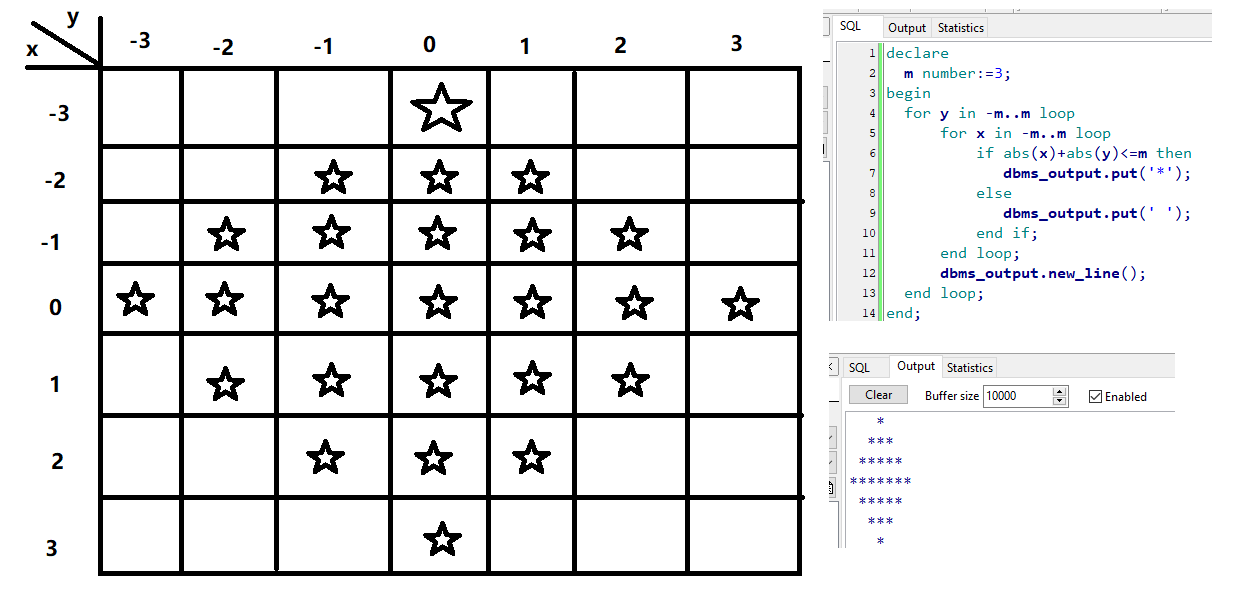 y
x
-3 -2 -1 0 1 2 3
-3
-2
-1
0
1
2
3
SQL Output Statistics
1 declare
2   m number:=3;
3 begin
4   for y in -m..m loop
5       for x in -m..m loop
6           if abs(x)+abs(y)<=m then
7              dbms_output.put('*');
8           else
9              dbms_output.put(' ');
10           end if;
11       end loop;
12       dbms_output.new_line();
13   end loop;
14 end;
SQL Output Statistics
Clear Buffer size 10000 Enabled
   *
  ***
 *****
*******
 *****
  ***
   *